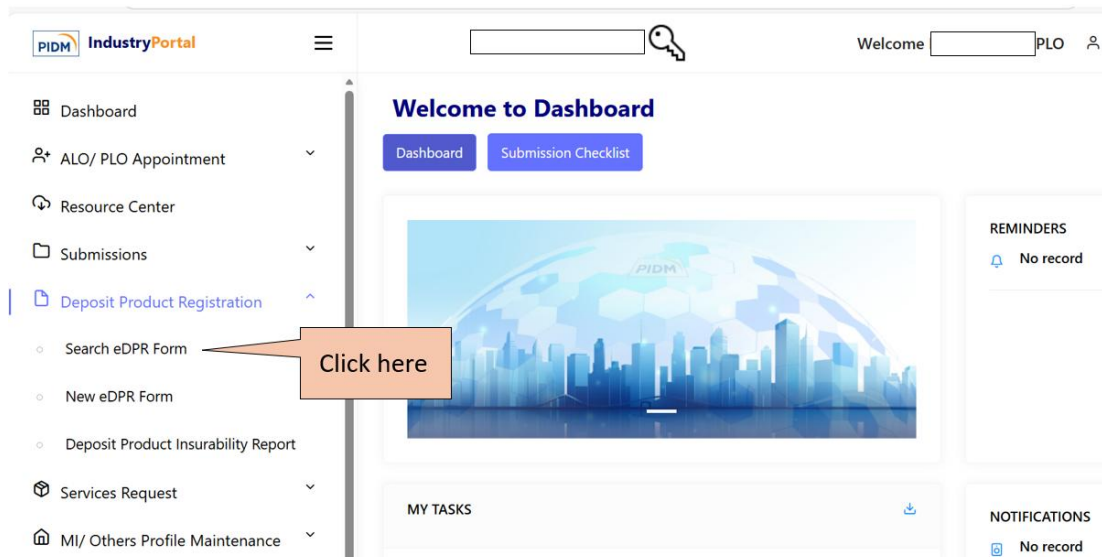 PIDM IndustryPortal
Welcome PLO
Dashboard
ALO/ PLO Appointment
Resource Center
Submissions
Deposit Product Registration
Search eDPR Form
New eDPR Form
Deposit Product Insurability Report
Services Request
MI/ Others Profile Maintenance
Click here
Welcome to Dashboard
Dashboard Submission Checklist
PIDM
REMINDERS
No record
MY TASKS
NOTIFICATIONS
No record